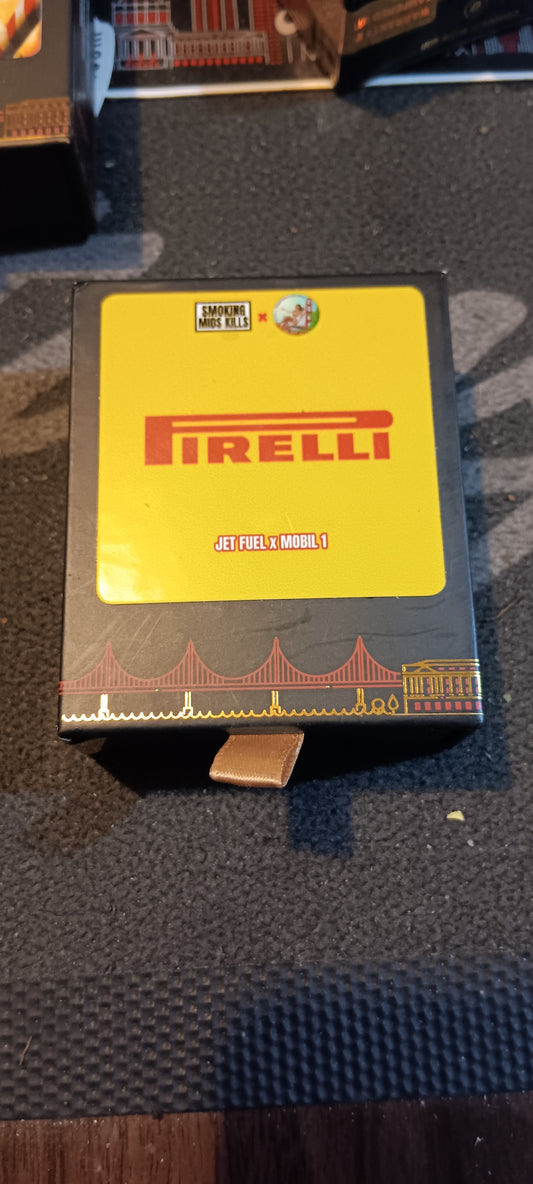 SMOKING
MIDS KILLS
x
PIRELLI
JET FUEL x MOBIL 1